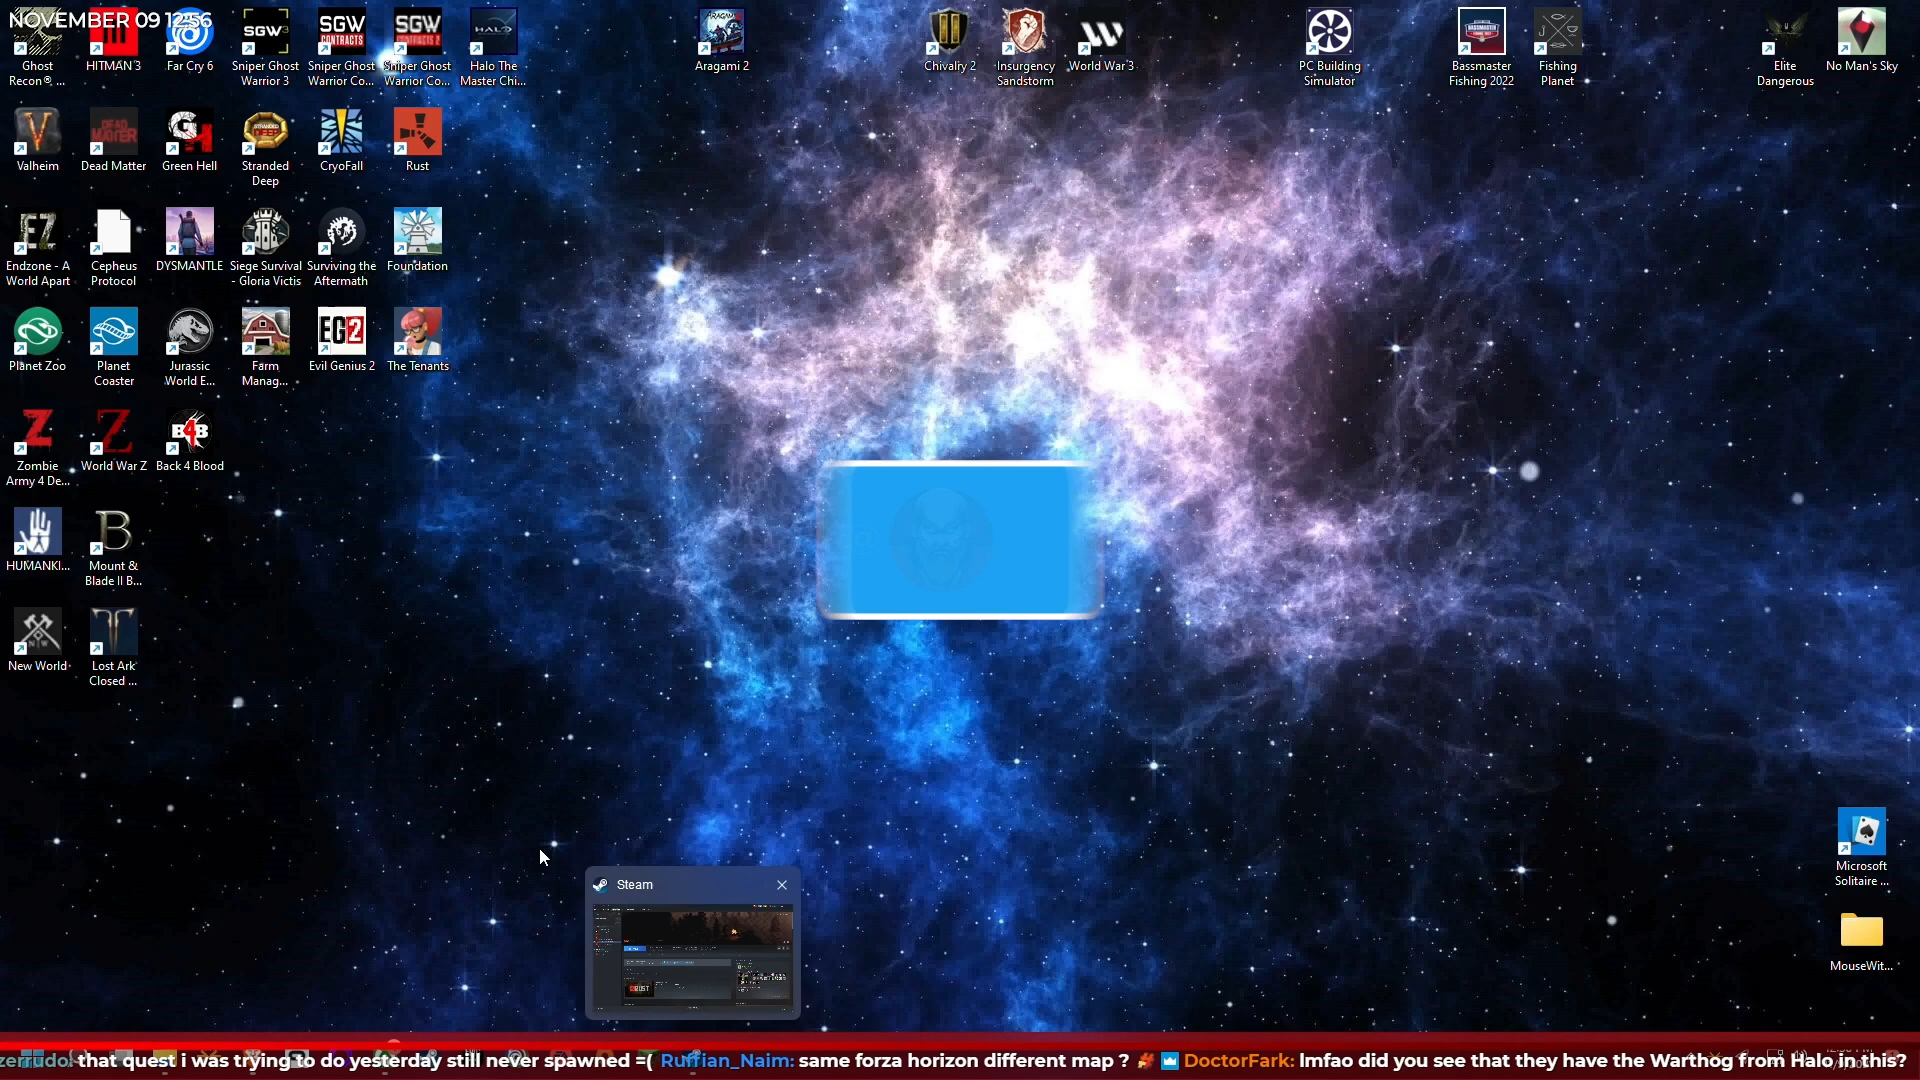 NOVEMBER 09 12:56
Ghost
Recon® ...
HITMAN 3
Far Cry 6
Sniper Ghost
Warrior 3
Sniper Ghost
Warrior Co...
Sniper Ghost
Warrior Co...
Halo The
Master Chi...
Aragami 2
Chivalry 2
Insurgency
Sandstorm
World War 3
PC Building
Simulator
Bassmaster
Fishing 2022
Fishing
Planet
Elite
Dangerous
No Man's Sky
Valheim
Dead Matter
Green Hell
Stranded
Deep
CryoFall
Rust
Endzone - A
World Apart
Cepheus
Protocol
DYSMANTLE
Siege Survival
- Gloria Victis
Surviving the
Aftermath
Foundation
Planet Zoo
Planet
Coaster
Jurassic
World E...
Farm
Manag...
Evil Genius 2
The Tenants
Zombie
Army 4 De...
World War Z
Back 4 Blood
HUMANKI...
Mount &
Blade II B...
New World
Lost Ark
Closed ...
Microsoft
Solitaire ...
MouseWit...
Steam
RUST
zerrudo: that quest i was trying to do yesterday still never spawned =( Ruffian_Naim: same forza horizon different map ? DoctorFark: lmfao did you see that they have the Warthog from Halo in this?